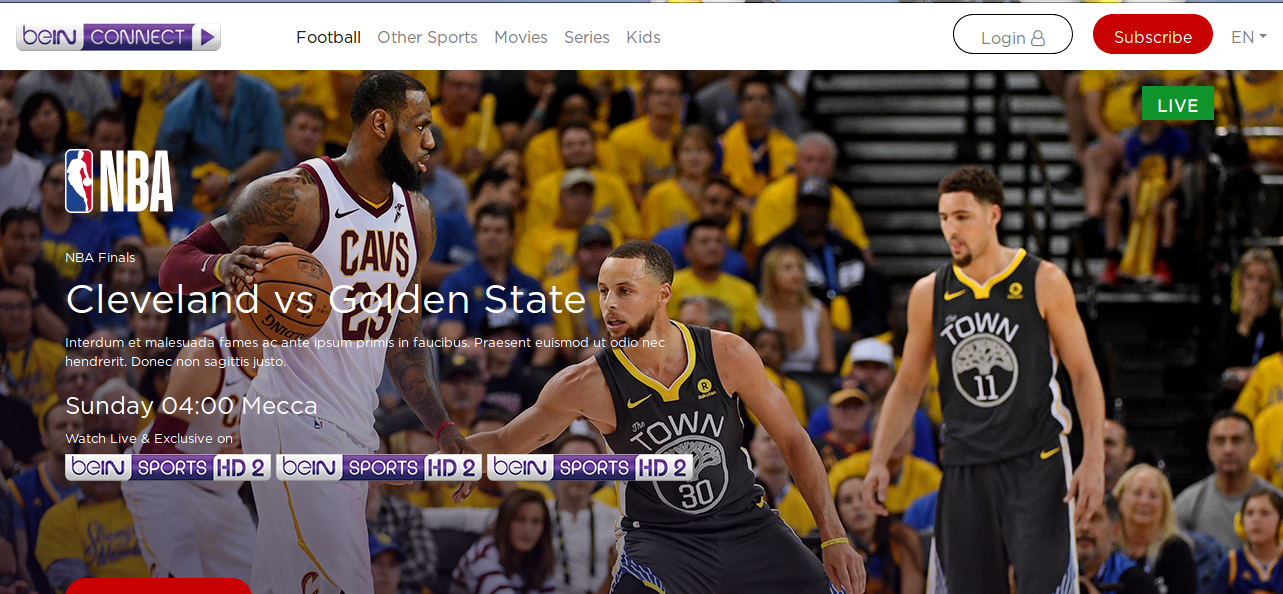 beIN CONNECT
Football Other Sports Movies Series Kids
Login
Subscribe
EN
LIVE
NBA
NBA Finals
Cleveland vs Golden State
Interdum et malesuada fames ac ante ipsum primis in faucibus. Praesent euismod ut odio nec
hendrerit. Donec non sagittis justo.
Sunday 04:00 Mecca
Watch Live & Exclusive on
beIN SPORTS HD 2 beIN SPORTS HD 2 beIN SPORTS HD 2
CAVS
23
The TOWN
30
Rakuten
The TOWN
11